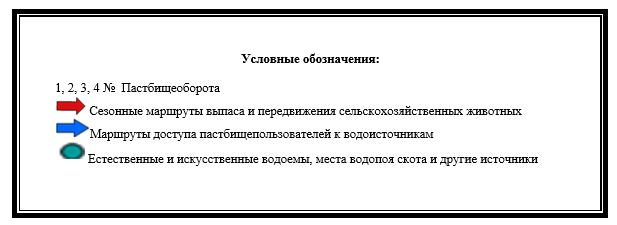 Условные обозначения:
1, 2, 3, 4 № Пастбищеоборота
Сезонные маршруты выпаса и передвижения сельскохозяйственных животных
Маршруты доступа пастбищепользователей к водоисточникам
Естественные и искусственные водоемы, места водопоя скота и другие источники